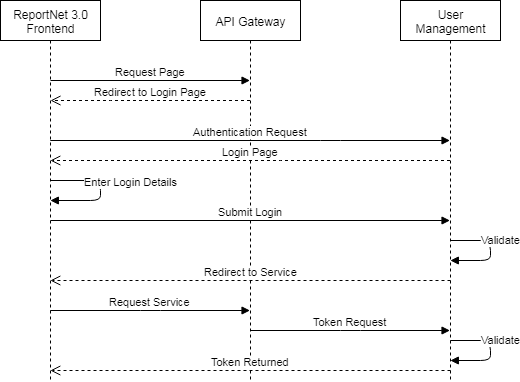 ReportNet 3.0
Frontend
API Gateway
User
Management
Request Page
Redirect to Login Page
Authentication Request
Login Page
Enter Login Details
Submit Login
Validate
Redirect to Service
Request Service
Token Request
Validate
Token Returned